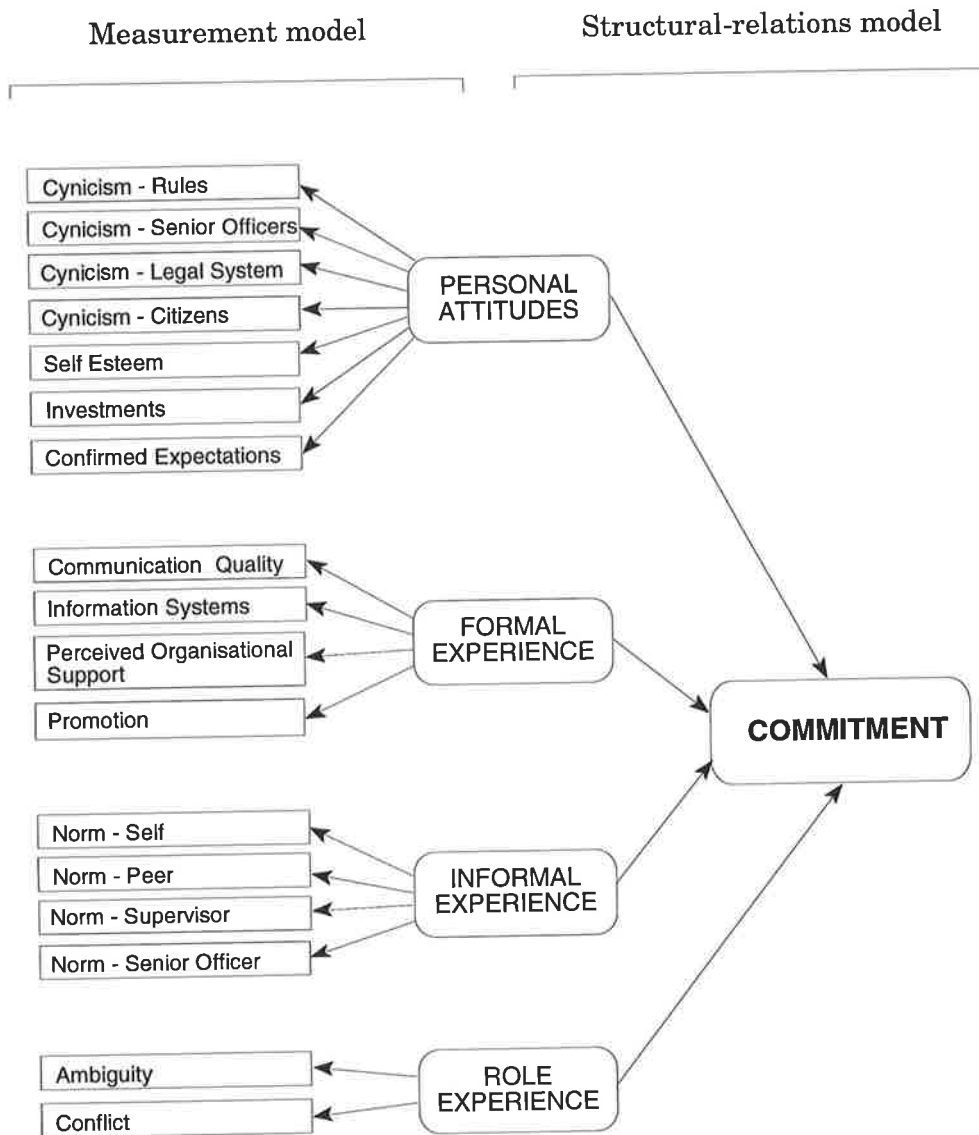 Measurement model
Structural-relations model
Cynicism - Rules
Cynicism - Senior Officers
Cynicism - Legal System
Cynicism - Citizens
Self Esteem
Investments
Confirmed Expectations
PERSONAL
ATTITUDES
Communication Quality
Information Systems
Perceived Organisational
Support
Promotion
FORMAL
EXPERIENCE
COMMITMENT
Norm - Self
Norm - Peer
Norm - Supervisor
Norm - Senior Officer
INFORMAL
EXPERIENCE
Ambiguity
Conflict
ROLE
EXPERIENCE